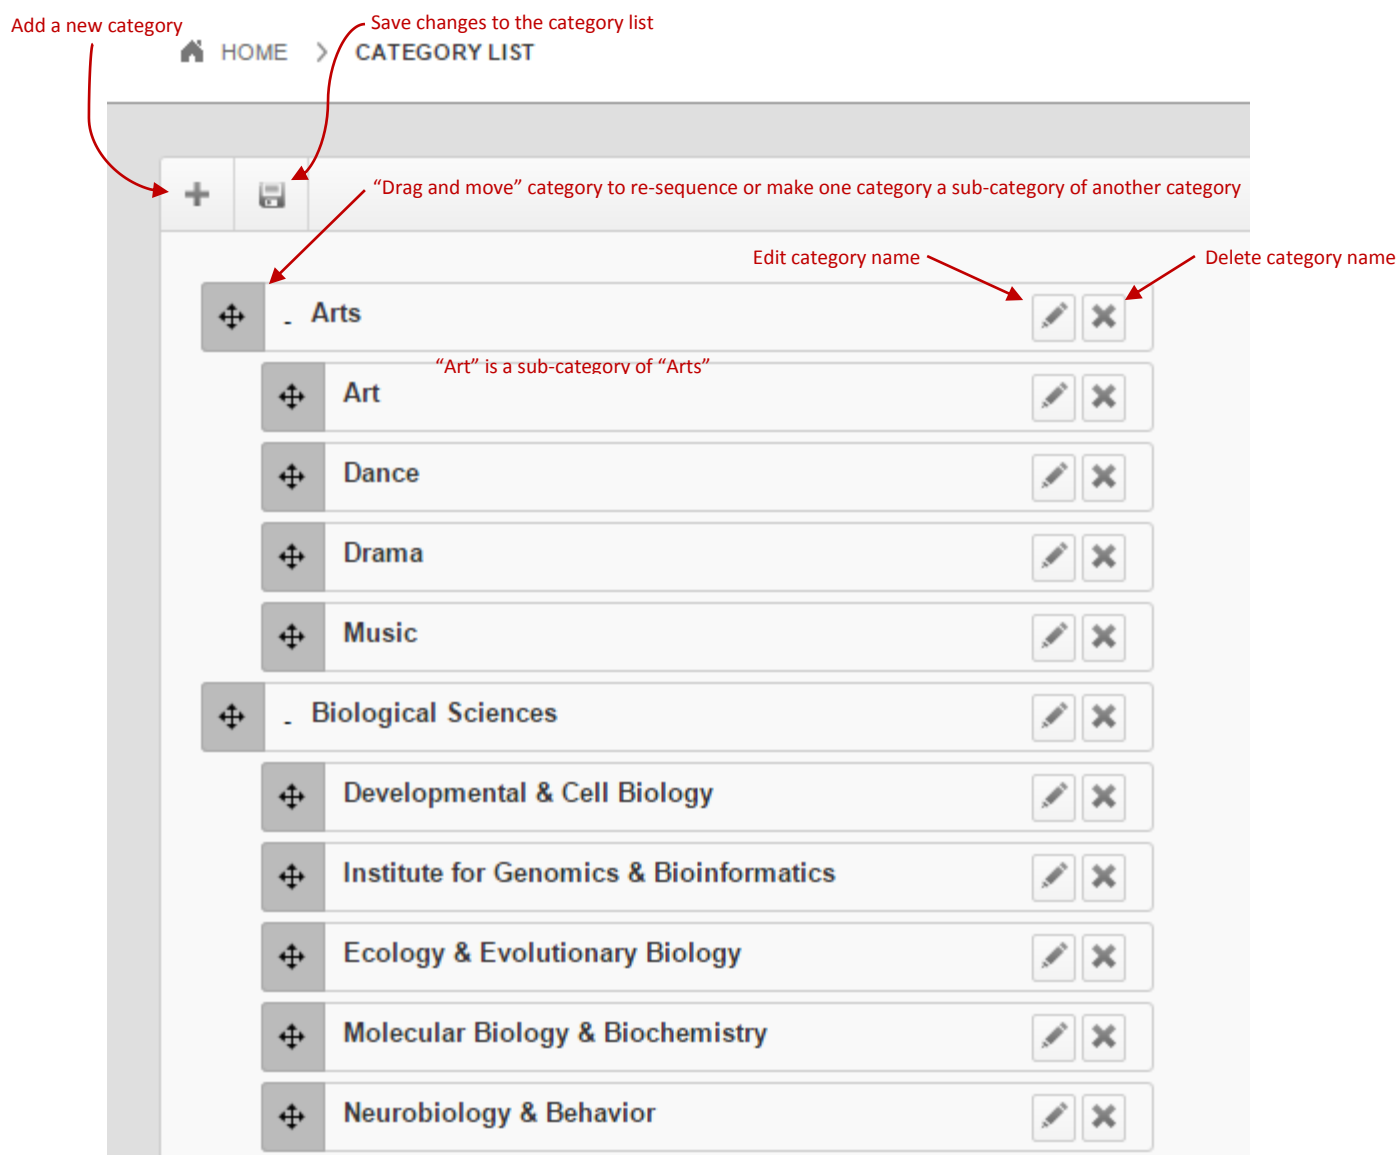 Add a new category
Save changes to the category list
HOME > CATEGORY LIST
“Drag and move” category to re-sequence or make one category a sub-category of another category
Edit category name
Delete category name
- Arts
“Art” is a sub-category of “Arts”
Art
Dance
Drama
Music
- Biological Sciences
Developmental & Cell Biology
Institute for Genomics & Bioinformatics
Ecology & Evolutionary Biology
Molecular Biology & Biochemistry
Neurobiology & Behavior